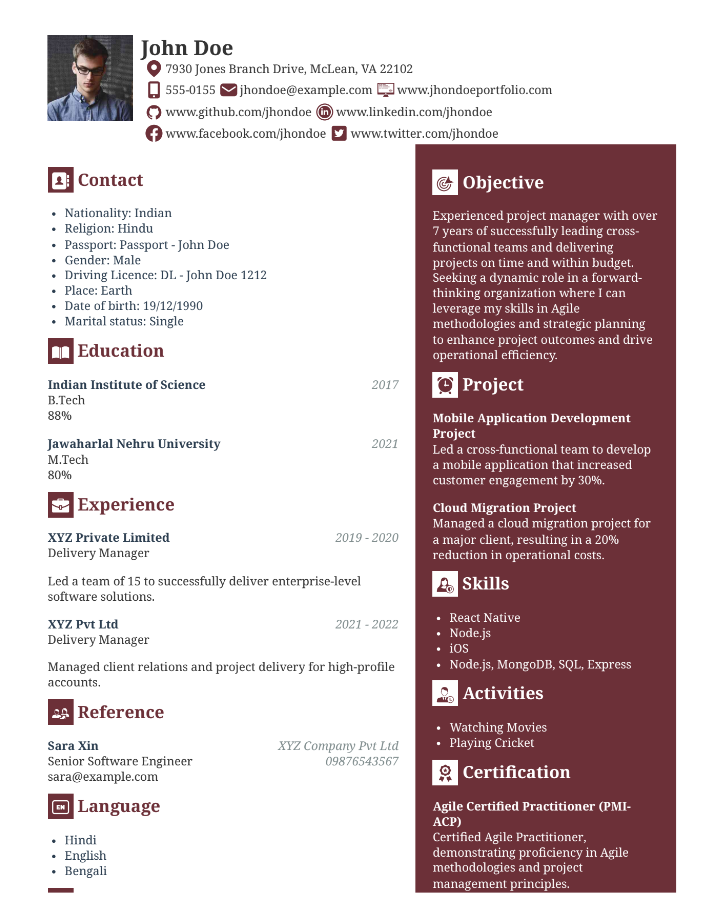 John Doe
7930 Jones Branch Drive, McLean, VA 22102
555-0155 jhondoe@example.com www.jhondoeportfolio.com
www.github.com/jhondoe www.linkedin.com/jhondoe
www.facebook.com/jhondoe www.twitter.com/jhondoe
Contact
• Nationality: Indian
• Religion: Hindu
• Passport: Passport - John Doe
• Gender: Male
• Driving Licence: DL - John Doe 1212
• Place: Earth
• Date of birth: 19/12/1990
• Marital status: Single
Education
Indian Institute of Science 2017
B.Tech
88%
Jawaharlal Nehru University 2021
M.Tech
80%
Experience
XYZ Private Limited 2019 - 2020
Delivery Manager
Led a team of 15 to successfully deliver enterprise-level
software solutions.
XYZ Pvt Ltd 2021 - 2022
Delivery Manager
Managed client relations and project delivery for high-profile
accounts.
Reference
Sara Xin XYZ Company Pvt Ltd
Senior Software Engineer 09876543567
sara@example.com
EN Language
• Hindi
• English
• Bengali
Objective
Experienced project manager with over
7 years of successfully leading cross-
functional teams and delivering
projects on time and within budget.
Seeking a dynamic role in a forward-
thinking organization where I can
leverage my skills in Agile
methodologies and strategic planning
to enhance project outcomes and drive
operational efficiency.
Project
Mobile Application Development
Project
Led a cross-functional team to develop
a mobile application that increased
customer engagement by 30%.
Cloud Migration Project
Managed a cloud migration project for
a major client, resulting in a 20%
reduction in operational costs.
Skills
• React Native
• Node.js
• iOS
• Node.js, MongoDB, SQL, Express
Activities
• Watching Movies
• Playing Cricket
Certification
Agile Certified Practitioner (PMI-
ACP)
Certified Agile Practitioner,
demonstrating proficiency in Agile
methodologies and project
management principles.